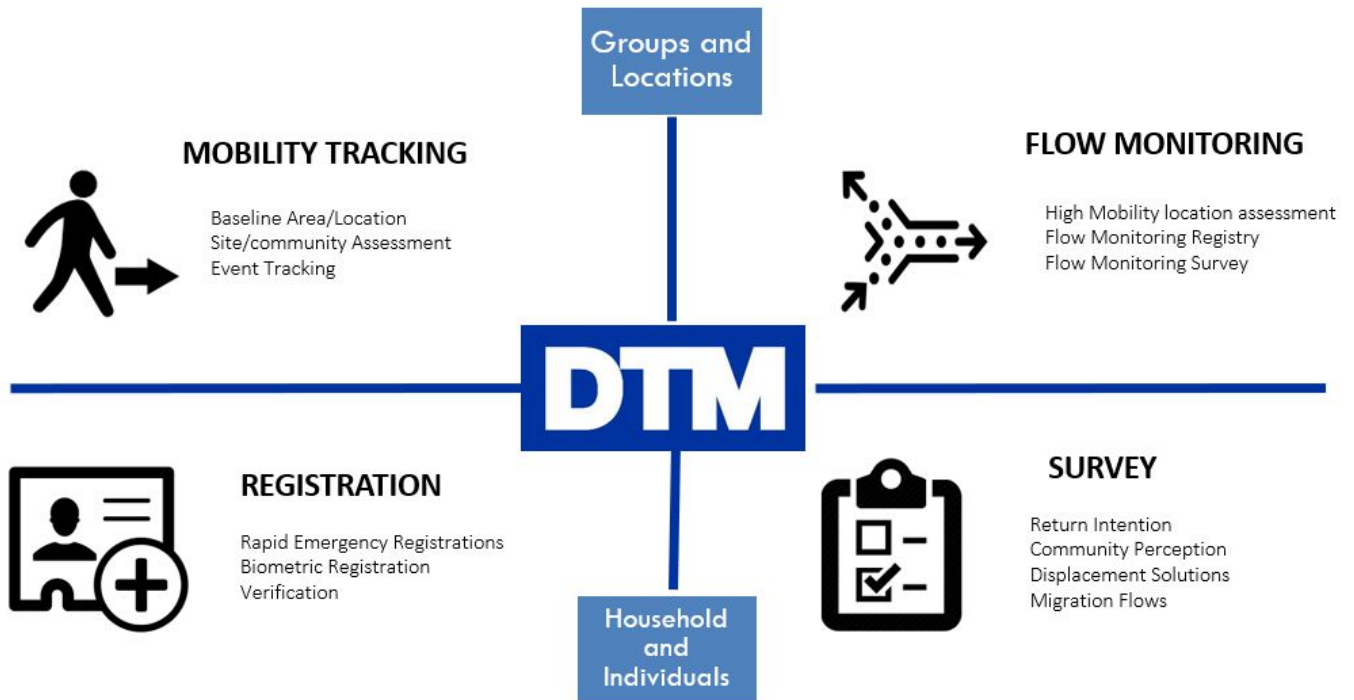 Groups and
Locations
MOBILITY TRACKING
Baseline Area/Location
Site/community Assessment
Event Tracking
FLOW MONITORING
High Mobility location assessment
Flow Monitoring Registry
Flow Monitoring Survey
DTM
REGISTRATION
Rapid Emergency Registrations
Biometric Registration
Verification
SURVEY
Return Intention
Community Perception
Displacement Solutions
Migration Flows
Household
and
Individuals